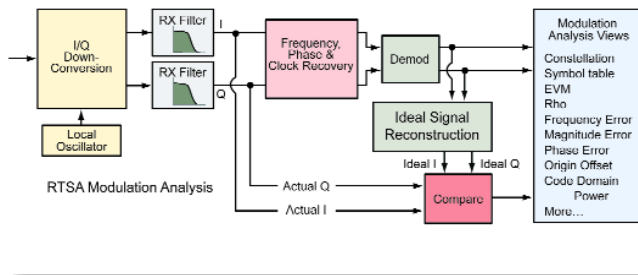 I/Q
Down-
Conversion
Local
Oscillator
RX Filter
I
RX Filter
Q
Frequency,
Phase &
Clock Recovery
Demod
Ideal Signal
Reconstruction
Ideal I
Ideal Q
Compare
Actual Q
Actual I
RTSA Modulation Analysis
Modulation
Analysis Views
Constellation
Symbol table
EVM
Rho
Frequency Error
Magnitude Error
Phase Error
Origin Offset
Code Domain
Power
More...